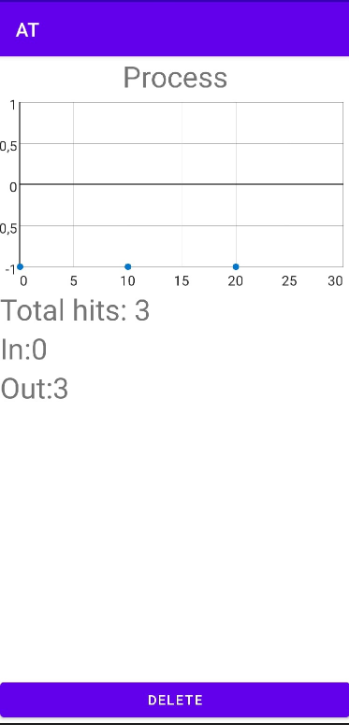 AT
Process
1
0,5
0
0,5
-1
0 5 10 15 20 25 30
Total hits: 3
In:0
Out:3
DELETE